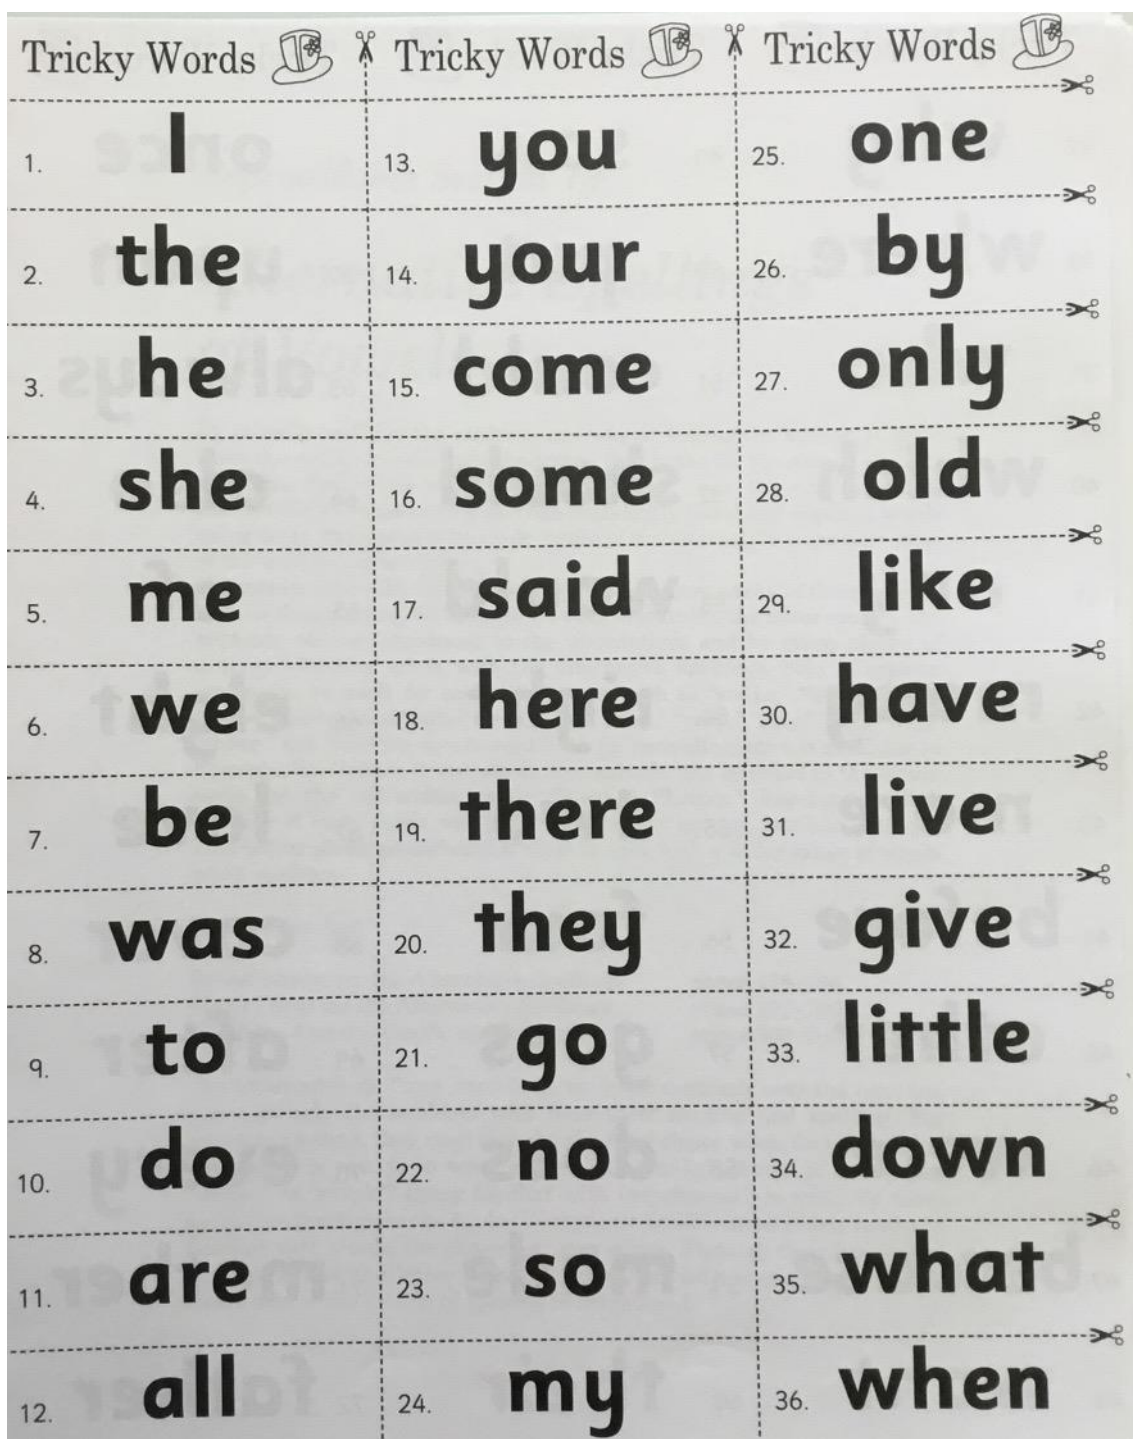 Tricky Words Tricky Words Tricky Words
1. I 13. you 25. one
2. the 14. your 26. by
3. he 15. come 27. only
4. she 16. some 28. old
5. me 17. said 29. like
6. we 18. here 30. have
7. be 19. there 31. live
8. was 20. they 32. give
9. to 21. go 33. little
10. do 22. no 34. down
11. are 23. so 35. what
12. all 24. my 36. when